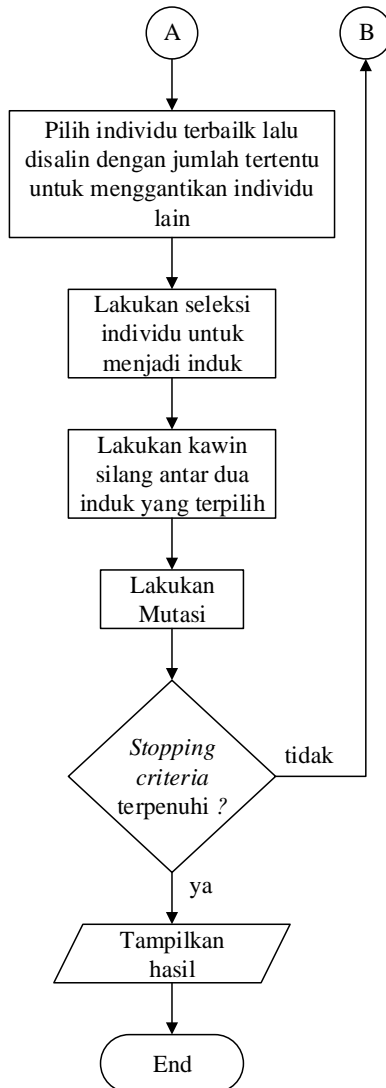 A
B
Pilih individu terbailk lalu
disalin dengan jumlah tertentu
untuk menggantikan individu
lain
Lakukan seleksi
individu untuk
menjadi induk
Lakukan kawin
silang antar dua
induk yang terpilih
Lakukan
Mutasi
Stopping
criteria
terpenuhi ?
tidak
ya
Tampilkan
hasil
End